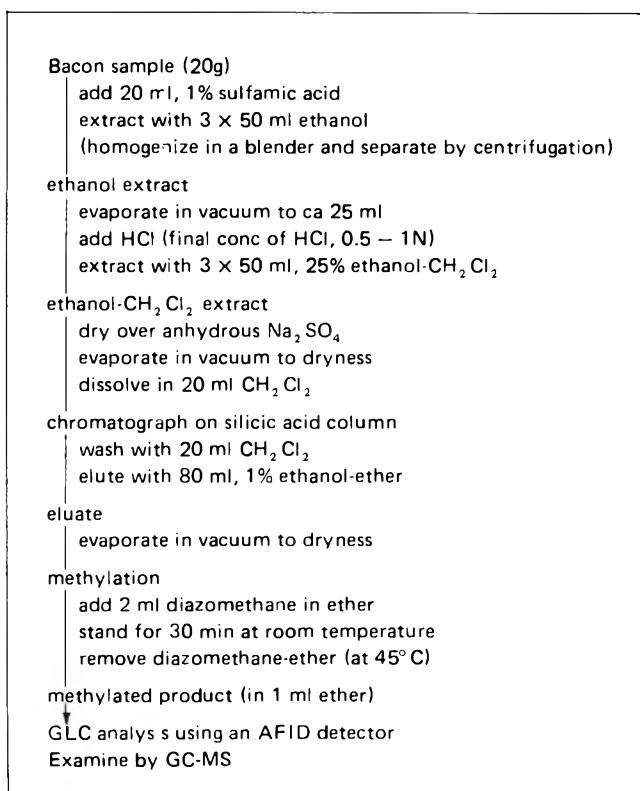 Bacon sample (20g)
add 20 ml, 1% sulfamic acid
extract with 3 × 50 ml ethanol
(homogenize in a blender and separate by centrifugation)
ethanol extract
evaporate in vacuum to ca 25 ml
add HCl (final conc of HCl, 0.5 – 1N)
extract with 3 × 50 ml, 25% ethanol-CH₂Cl₂
ethanol-CH₂Cl₂ extract
dry over anhydrous Na₂SO₄
evaporate in vacuum to dryness
dissolve in 20 ml CH₂Cl₂
chromatograph on silicic acid column
wash with 20 ml CH₂Cl₂
elute with 80 ml, 1% ethanol-ether
eluate
evaporate in vacuum to dryness
methylation
add 2 ml diazomethane in ether
stand for 30 min at room temperature
remove diazomethane-ether (at 45°C)
methylated product (in 1 ml ether)
GLC analys s using an AFID detector
Examine by GC-MS